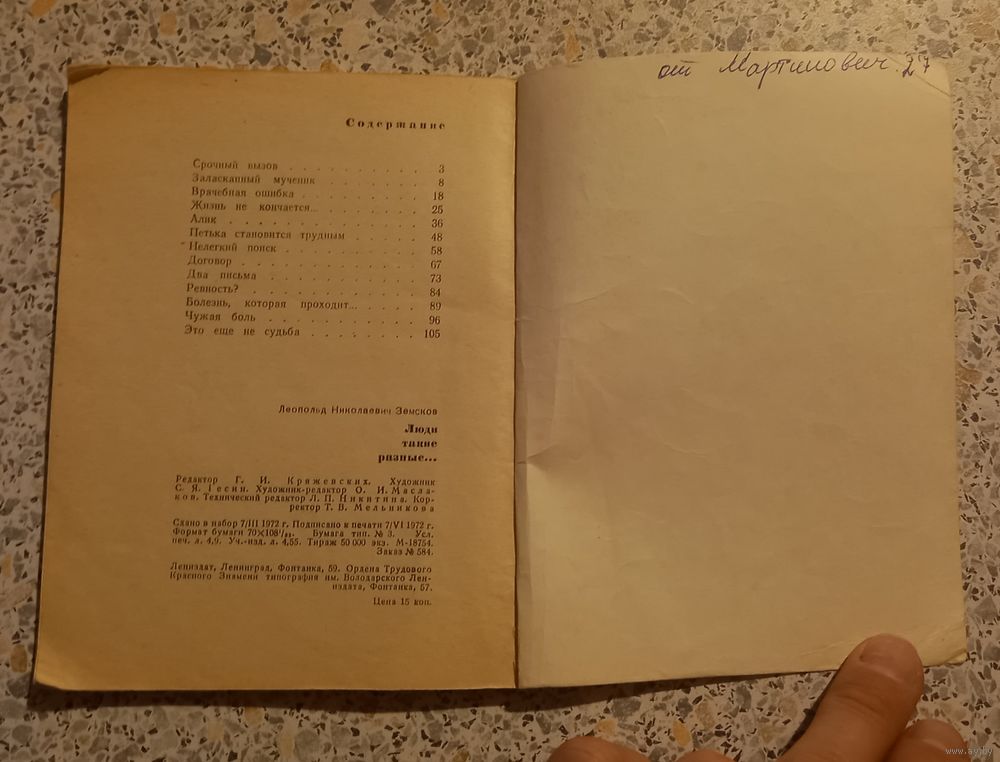 Содержание
Срочный вызов . . . . . . . . . 3
Заласканный мученик . . . . . . . 8
Врачебная ошибка . . . . . . . . 18
Жизнь не кончается... . . . . . . . 25
Алик . . . . . . . . . . . . 36
Петька становится трудным . . . . . 48
Нелегкий поиск . . . . . . . . . 58
Договор . . . . . . . . . . . 67
Два письма . . . . . . . . . . 73
Ревность? . . . . . . . . . . . 84
Болезнь, которая проходит... . . . . 89
Чужая боль . . . . . . . . . . 96
Это еще не судьба . . . . . . . . 105
Леопольд Николаевич Земсков
Люди
такие
разные...
Редактор Г. И. Кряжевских. Художник
С. Я. Гесин. Художник-редактор О. И. Масла-
ков. Технический редактор Л. П. Никитина. Кор-
ректор Т. В. Мельникова
Сдано в набор 7/III 1972 г. Подписано к печати 7/VI 1972 г.
Формат бумаги 70×108¹/₃₂. Бумага тип. № 3. Усл.
печ. л. 4,9. Уч.-изд. л. 4,55. Тираж 50 000 экз. М-18754.
Заказ № 584.
Лениздат, Ленинград, Фонтанка, 59. Ордена Трудового
Красного Знамени типография им. Володарского Лен-
издата, Фонтанка, 57.
Цена 15 коп.
от Мартинович. 27
www.ay.by